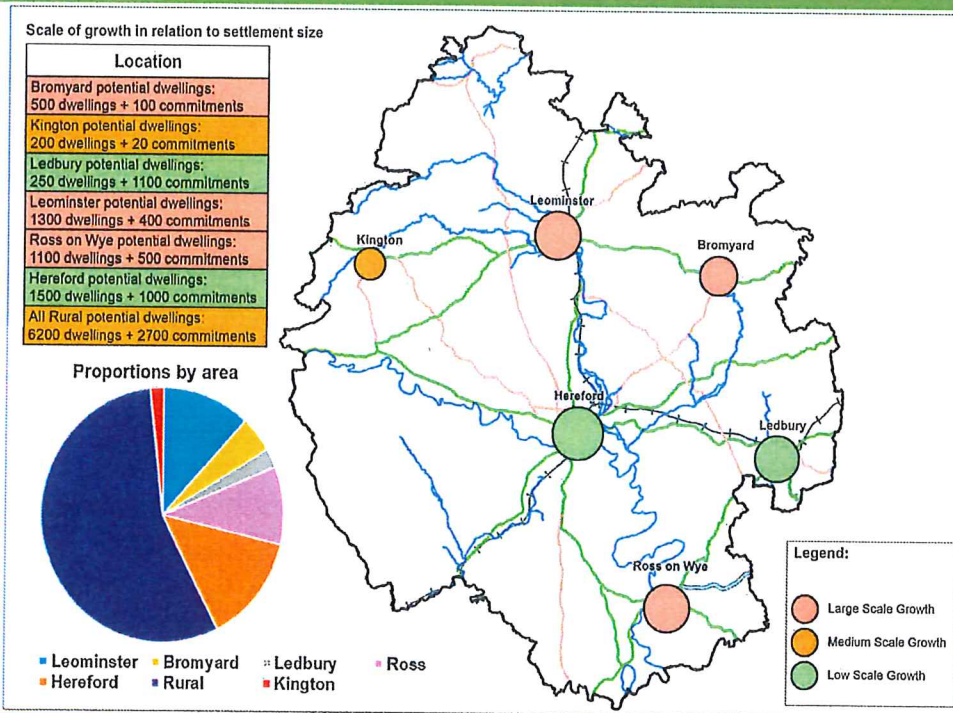 Scale of growth in relation to settlement size
Location
Bromyard potential dwellings:
500 dwellings + 100 commitments
Kington potential dwellings:
200 dwellings + 20 commitments
Ledbury potential dwellings:
250 dwellings + 1100 commitments
Leominster potential dwellings:
1300 dwellings + 400 commitments
Ross on Wye potential dwellings:
1100 dwellings + 500 commitments
Hereford potential dwellings:
1500 dwellings + 1000 commitments
All Rural potential dwellings:
6200 dwellings + 2700 commitments
Proportions by area
Leominster Bromyard Ledbury Ross
Hereford Rural Kington
Leominster
Kington
Bromyard
Hereford
Ledbury
Ross on Wye
Legend:
Large Scale Growth
Medium Scale Growth
Low Scale Growth